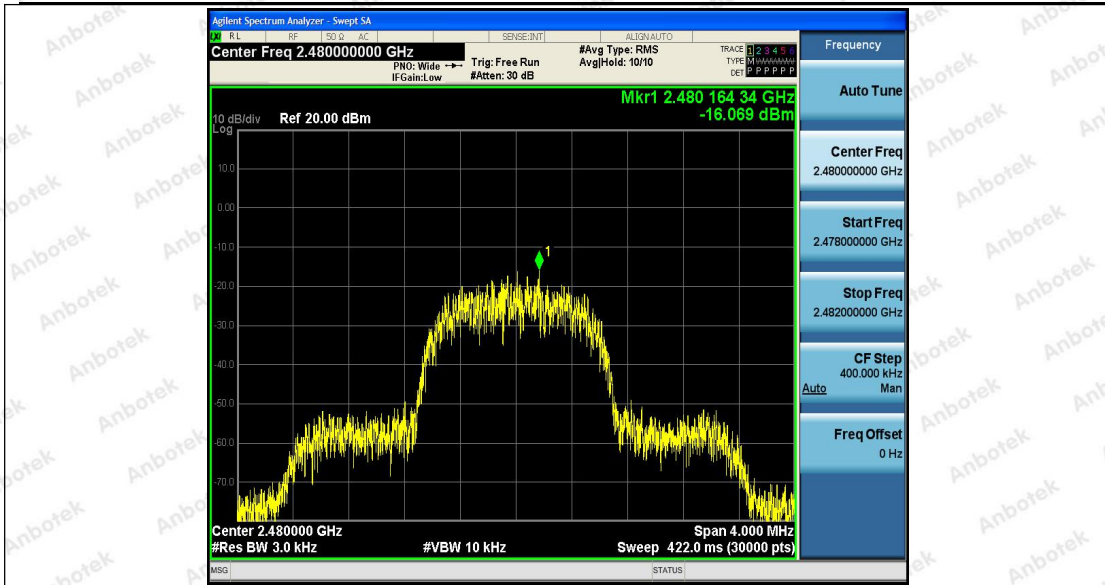 Agilent Spectrum Analyzer - Swept SA
RL RF 50 Ω AC SENSE:INT ALIGN AUTO
Center Freq 2.480000000 GHz
PNO: Wide
IFGain:Low
Trig: Free Run
#Atten: 30 dB
#Avg Type: RMS
Avg|Hold: 10/10
TRACE 1 2 3 4 5 6
TYPE M
DET P P P P P P
Mkr1 2.480 164 34 GHz
-16.069 dBm
10 dB/div Ref 20.00 dBm
Log
10.0
0.00
-10.0
-20.0
-30.0
-40.0
-50.0
-60.0
-70.0
1
Center 2.480000 GHz
Span 4.000 MHz
#Res BW 3.0 kHz
#VBW 10 kHz
Sweep 422.0 ms (30000 pts)
MSG
STATUS
Frequency
Auto Tune
Center Freq
2.480000000 GHz
Start Freq
2.478000000 GHz
Stop Freq
2.482000000 GHz
CF Step
400.000 kHz
Auto Man
Freq Offset
0 Hz
Anbotek